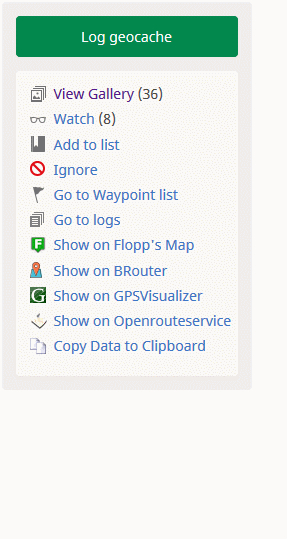 Log geocache
View Gallery (36)
Watch (8)
Add to list
Ignore
Go to Waypoint list
Go to logs
F Show on Flopp's Map
Show on BRouter
G Show on GPSVisualizer
Show on Openrouteservice
Copy Data to Clipboard